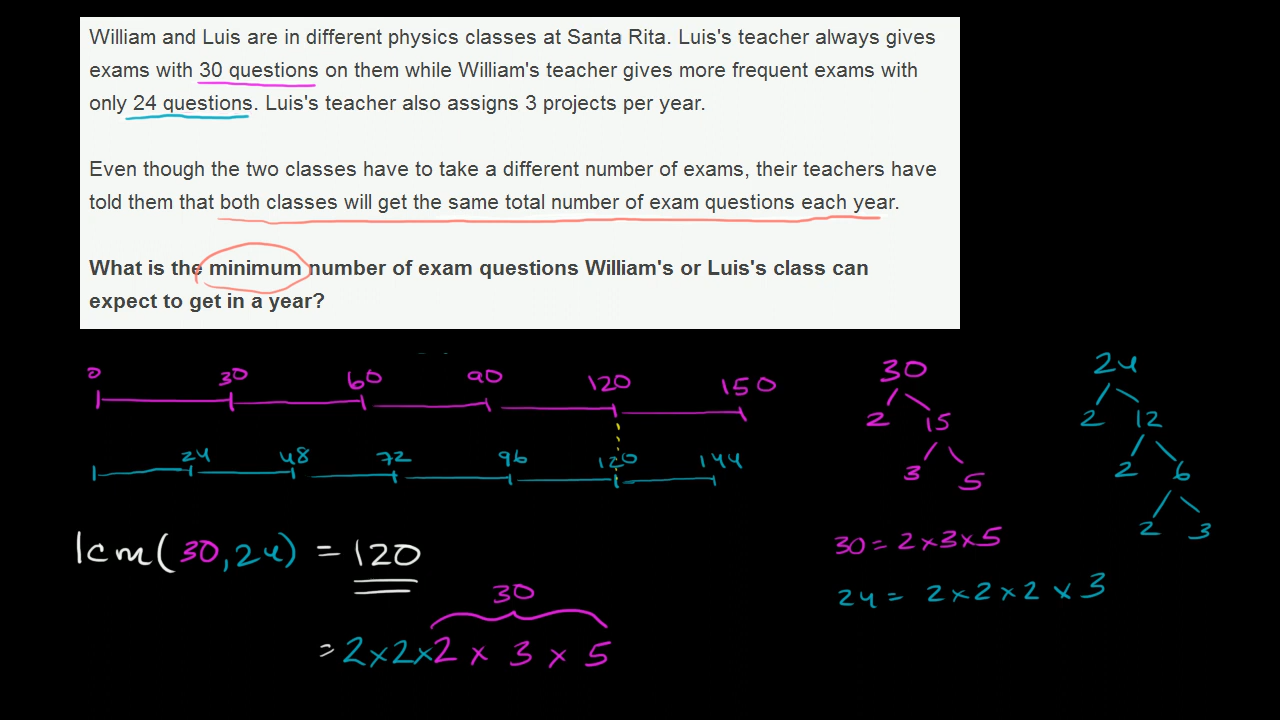 William and Luis are in different physics classes at Santa Rita. Luis's teacher always gives
exams with 30 questions on them while William's teacher gives more frequent exams with
only 24 questions. Luis's teacher also assigns 3 projects per year.
Even though the two classes have to take a different number of exams, their teachers have
told them that both classes will get the same total number of exam questions each year.
What is the minimum number of exam questions William's or Luis's class can
expect to get in a year?
0 30 60 90 120 150
24 48 72 96 120 144
lcm(30,24) = 120
30
= 2×2×2 × 3 × 5
30
2 15
3 5
24
2 12
2 6
2 3
30 = 2×3×5
24 = 2×2×2×3